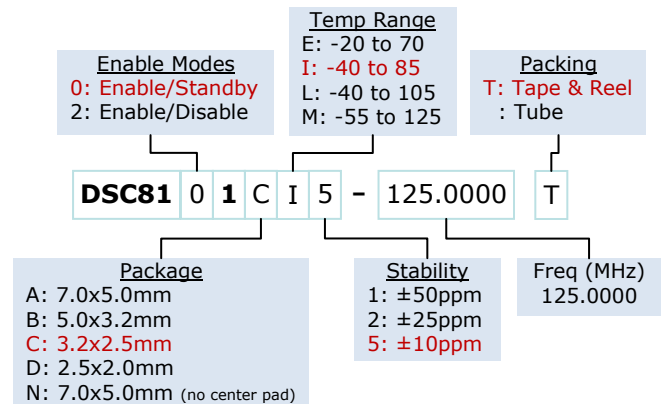 Temp Range
E: -20 to 70
I: -40 to 85
L: -40 to 105
M: -55 to 125
Enable Modes
0: Enable/Standby
2: Enable/Disable
Packing
T: Tape & Reel
: Tube
DSC81 0 1 C I 5 – 125.0000 T
Package
A: 7.0x5.0mm
B: 5.0x3.2mm
C: 3.2x2.5mm
D: 2.5x2.0mm
N: 7.0x5.0mm (no center pad)
Stability
1: ±50ppm
2: ±25ppm
5: ±10ppm
Freq (MHz)
125.0000